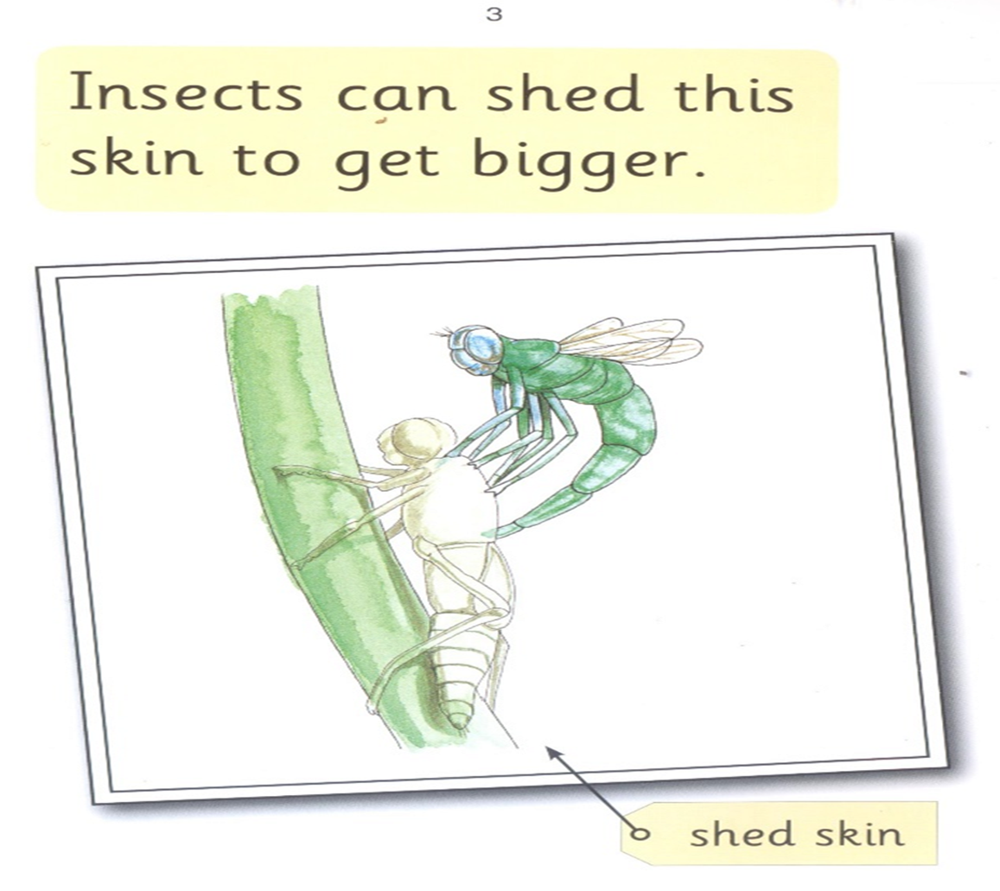 3
Insects can shed this
skin to get bigger.
shed skin